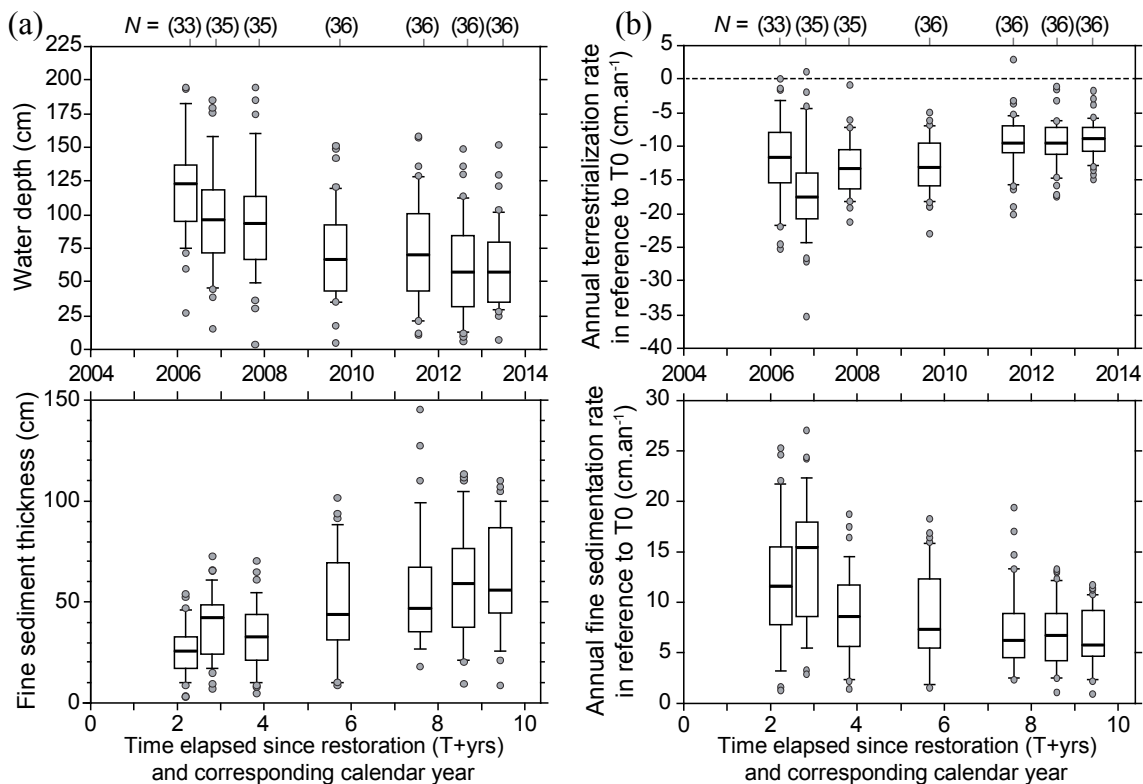 (a)
N = (33) (35) (35) (36) (36) (36) (36)
Water depth (cm)
225
200
175
150
125
100
75
50
25
0
2004 2006 2008 2010 2012 2014
Fine sediment thickness (cm)
150
100
50
0
0 2 4 6 8 10
Time elapsed since restoration (T+yrs)
and corresponding calendar year
(b)
N = (33) (35) (35) (36) (36) (36) (36)
Annual terrestrialization rate
in reference to T0 (cm.an-1)
5
0
-5
-10
-15
-20
-25
-30
-35
-40
2004 2006 2008 2010 2012 2014
Annual fine sedimentation rate
in reference to T0 (cm.an-1)
30
25
20
15
10
5
0
0 2 4 6 8 10
Time elapsed since restoration (T+yrs)
and corresponding calendar year